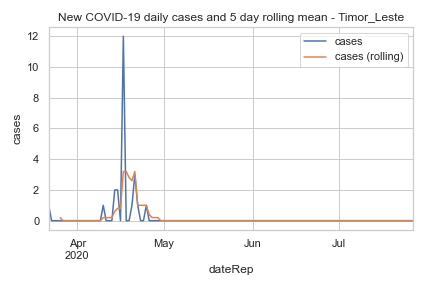 New COVID-19 daily cases and 5 day rolling mean - Timor_Leste
cases
cases (rolling)
12
10
8
6
4
2
0
cases
Apr
2020
May
Jun
Jul
dateRep